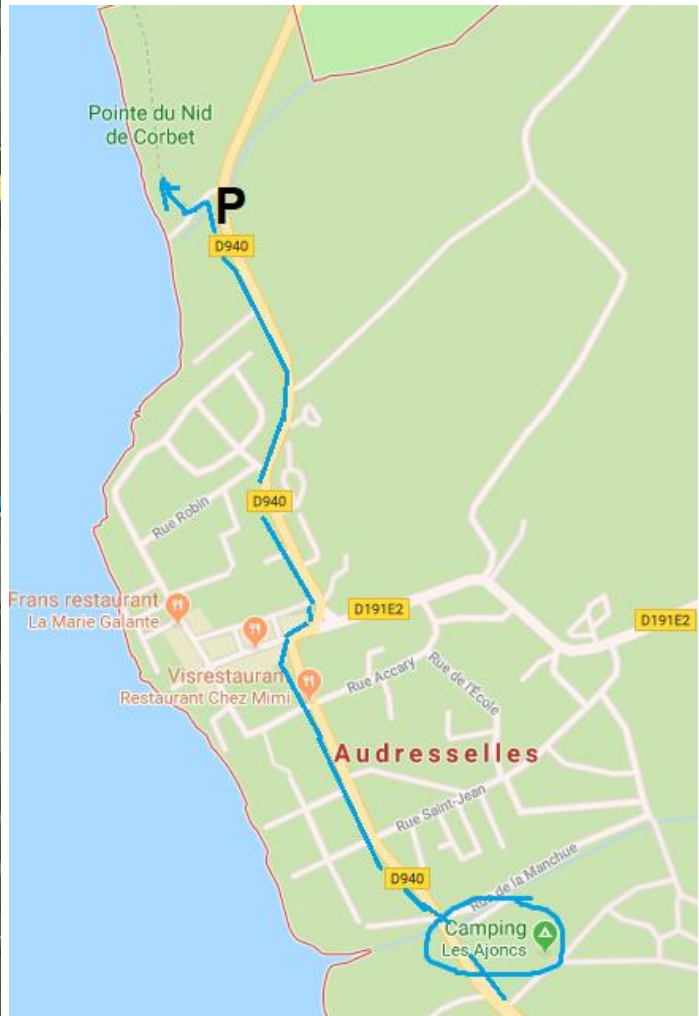 Pointe du Nid
de Corbet
P
D940
D940
Rue Robin
Frans restaurant
La Marie Galante
D191E2
D191E2
Visrestaurant
Restaurant Chez Mimi
Rue Accary
Rue de l'École
Audresselles
Rue Saint-Jean
D940
Rue de la Manchue
Camping
Les Ajoncs